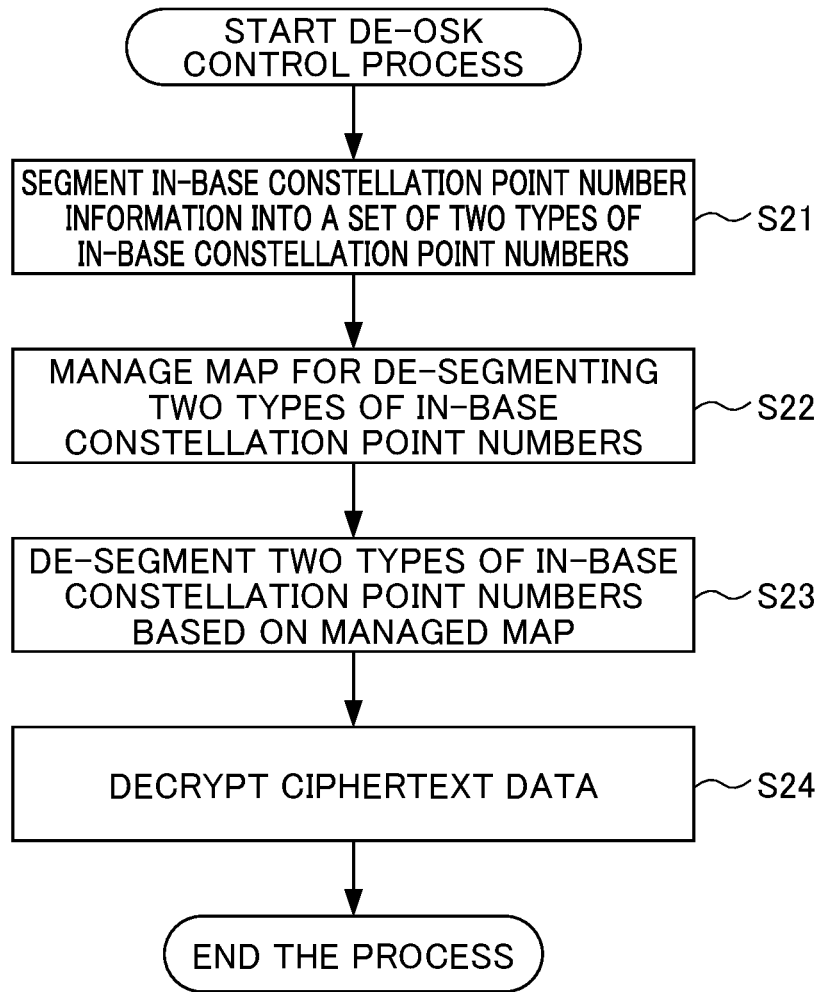 START DE-OSK
CONTROL PROCESS
SEGMENT IN-BASE CONSTELLATION POINT NUMBER
INFORMATION INTO A SET OF TWO TYPES OF
IN-BASE CONSTELLATION POINT NUMBERS
S21
MANAGE MAP FOR DE-SEGMENTING
TWO TYPES OF IN-BASE
CONSTELLATION POINT NUMBERS
S22
DE-SEGMENT TWO TYPES OF IN-BASE
CONSTELLATION POINT NUMBERS
BASED ON MANAGED MAP
S23
DECRYPT CIPHERTEXT DATA
S24
END THE PROCESS